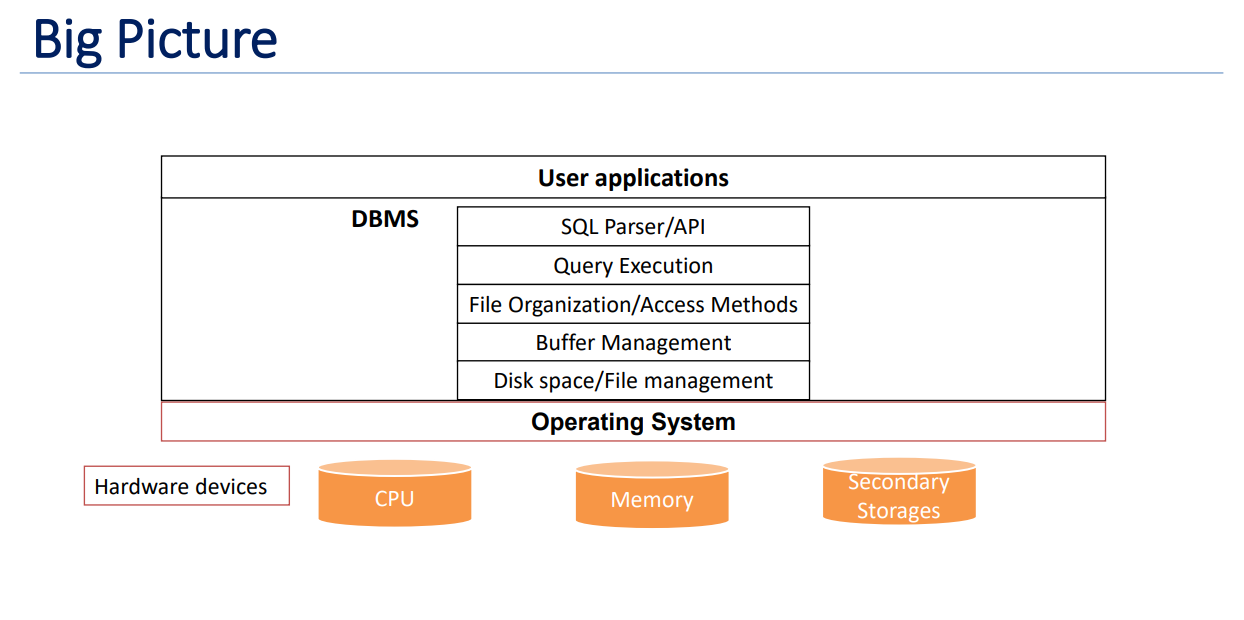 Big Picture
User applications
DBMS
SQL Parser/API
Query Execution
File Organization/Access Methods
Buffer Management
Disk space/File management
Operating System
Hardware devices
CPU
Memory
Secondary
Storages